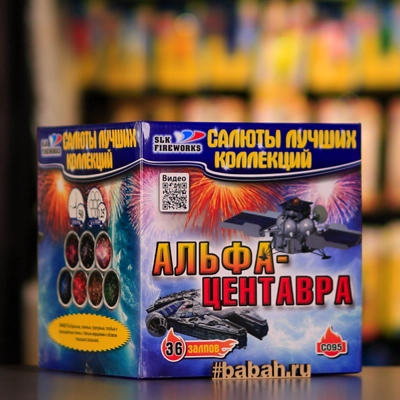 САЛЮТЫ ЛУЧШИХ
КОЛЛЕКЦИЙ
SLK
FIREWORKS
САЛЮТЫ ЛУЧШИХ
КОЛЛЕКЦИЙ
Видео
АЛЬФА-
ЦЕНТАВРА
36 ЗАЛПОВ
С095
#babah.ru